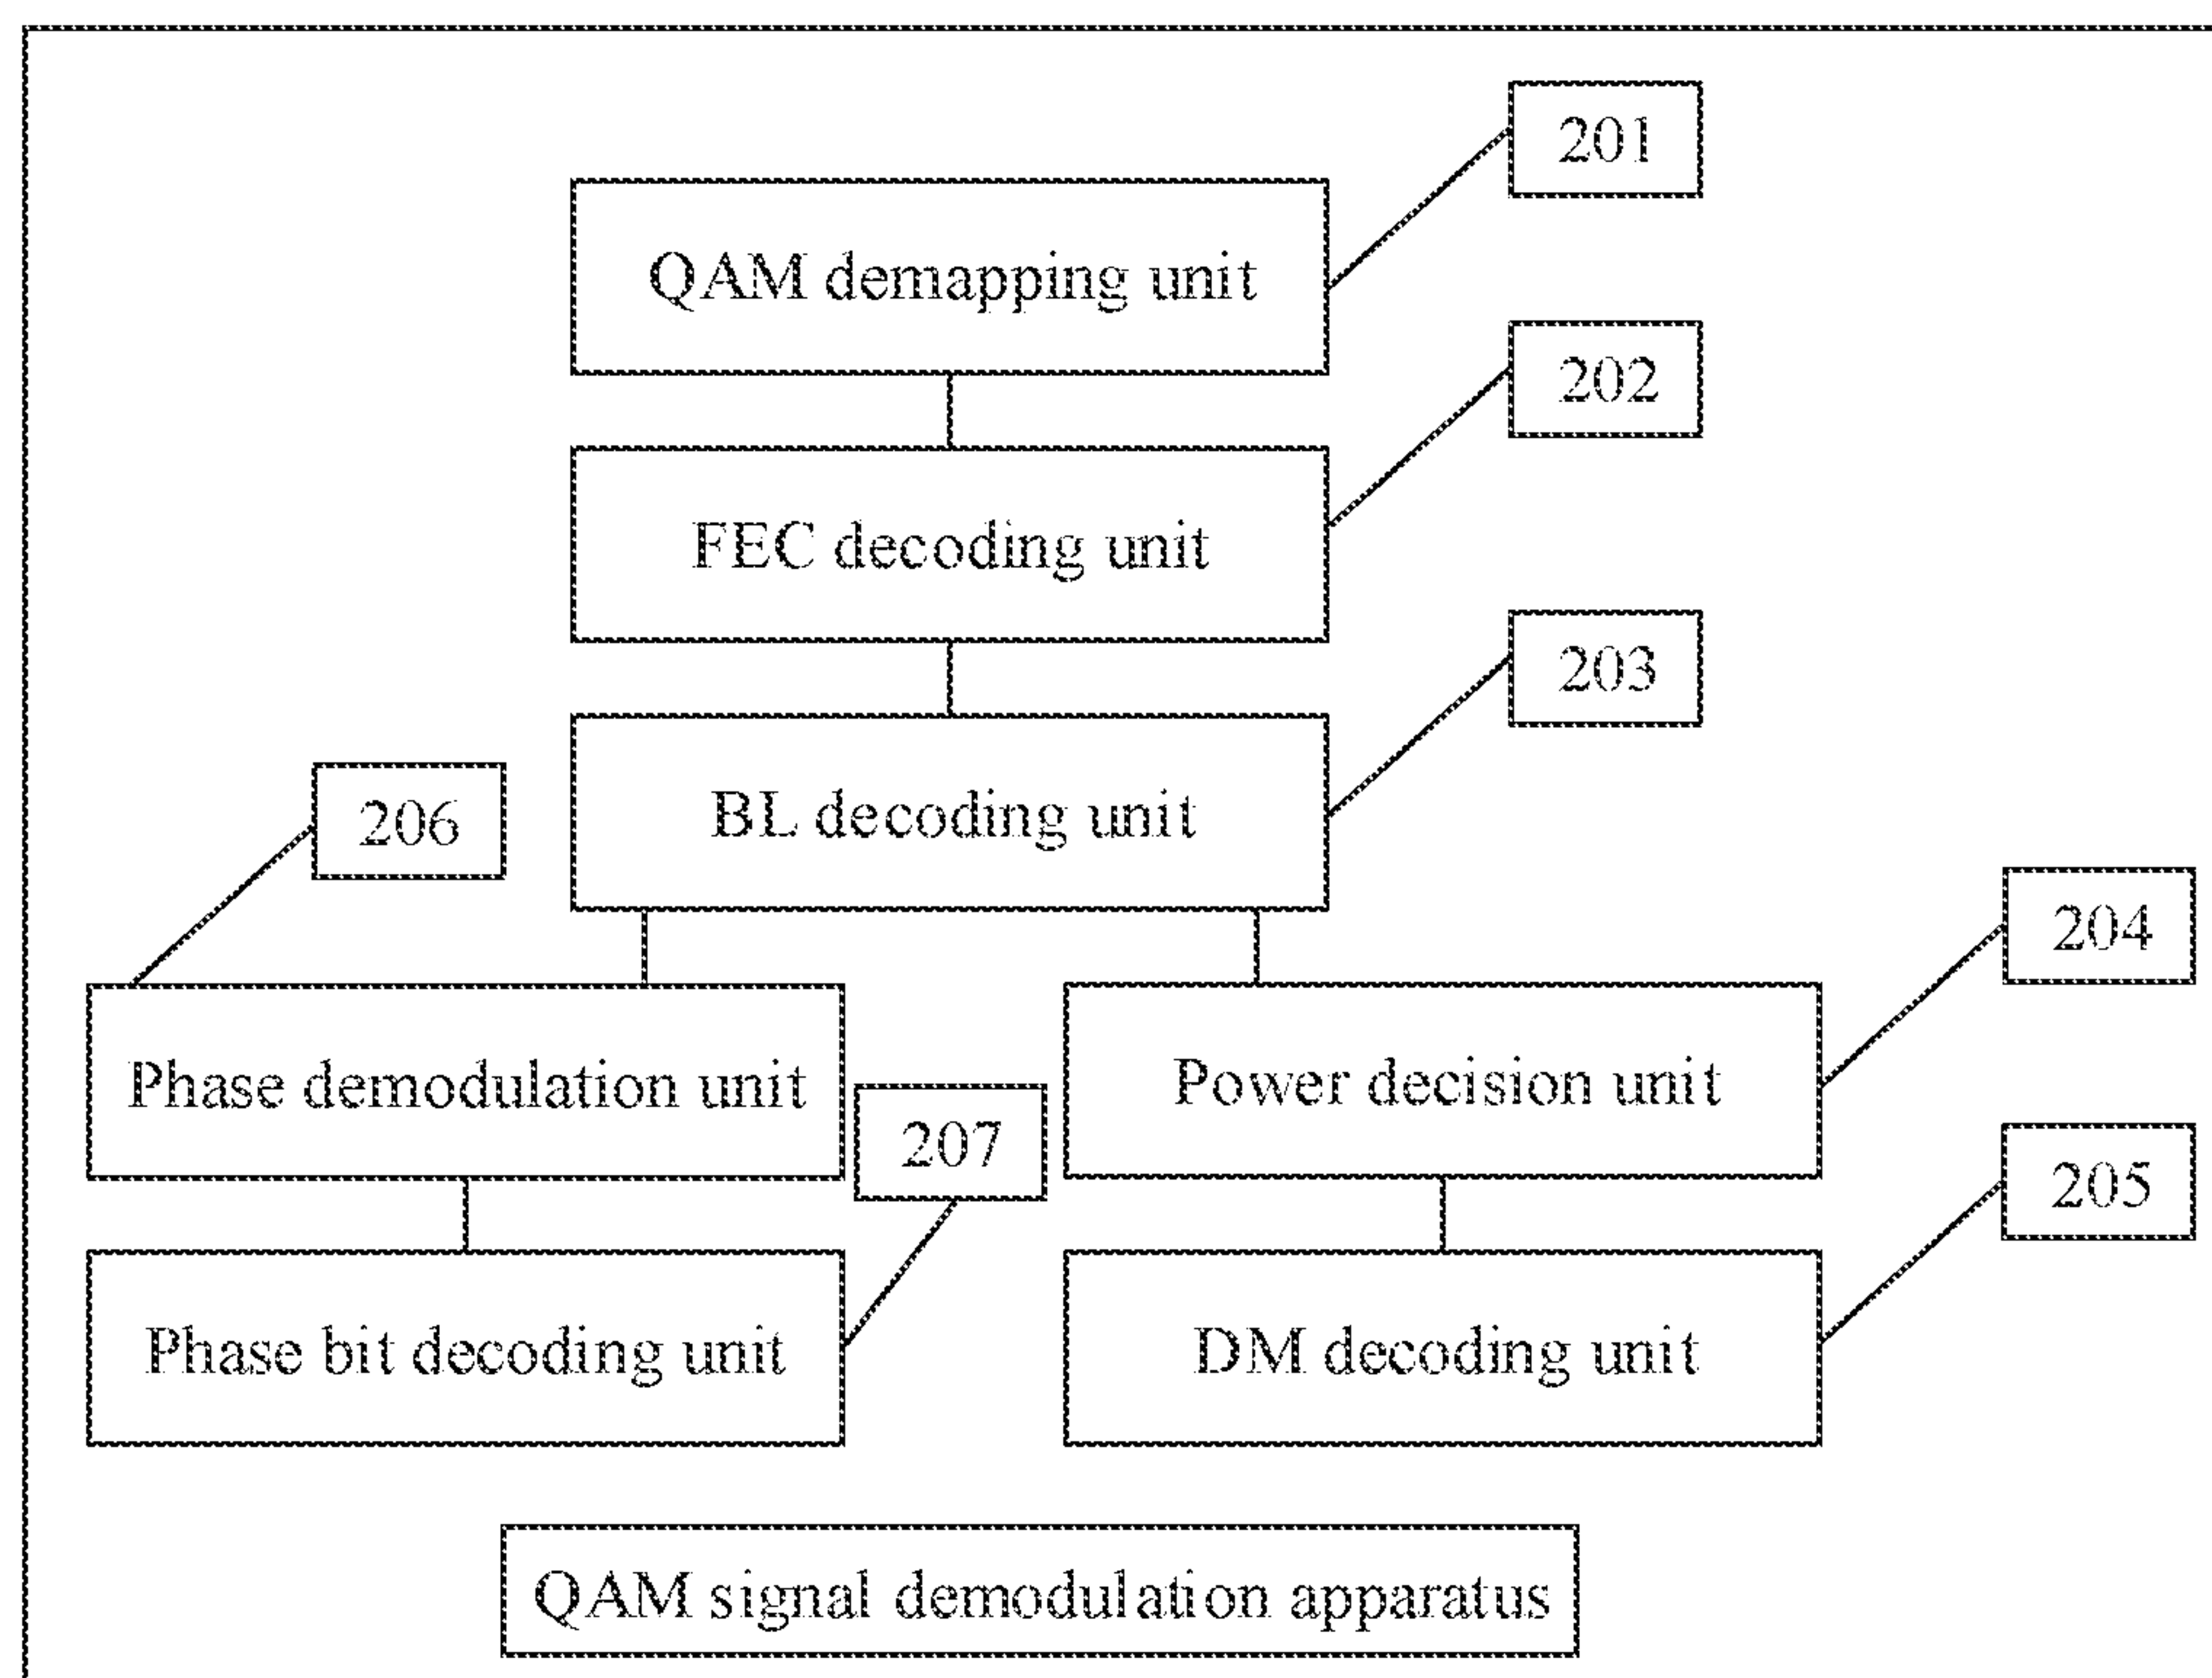 201
QAM demapping unit
202
FEC decoding unit
203
BL decoding unit
206
204
Phase demodulation unit
Power decision unit
207
205
Phase bit decoding unit
DM decoding unit
QAM signal demodulation apparatus